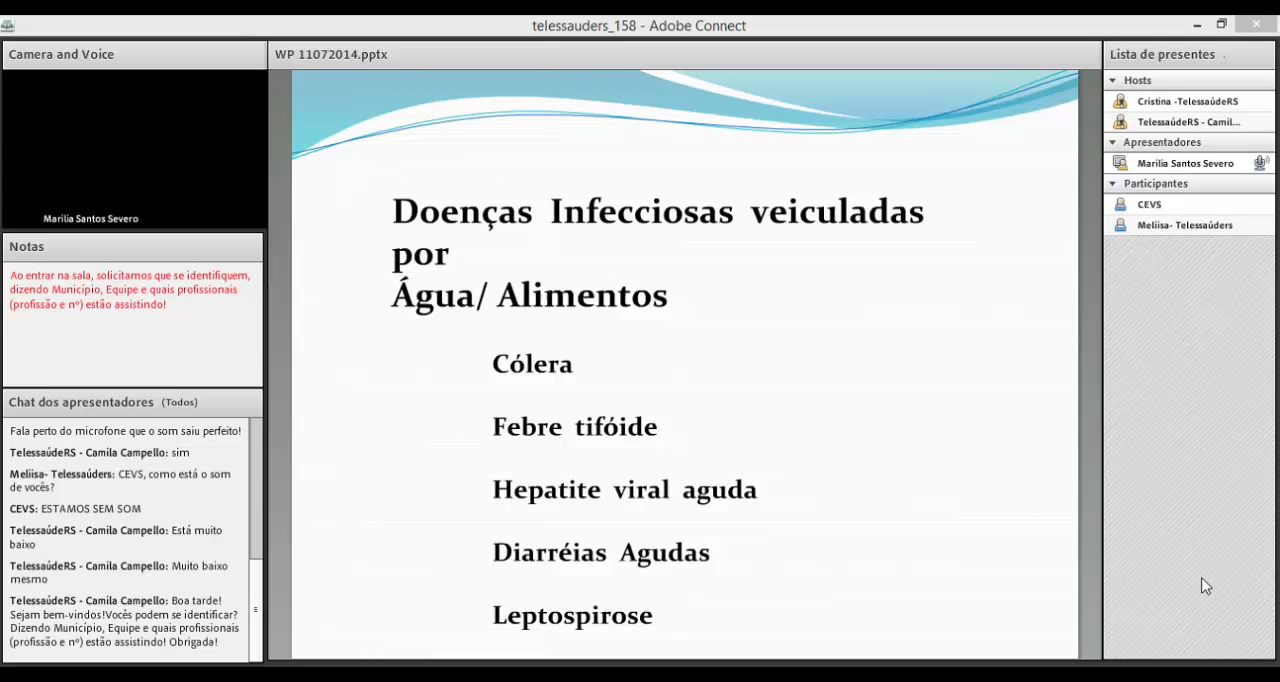 telessauders_158 - Adobe Connect
Camera and Voice
Marilia Santos Severo
Notas
Ao entrar na sala, solicitamos que se identifiquem,
dizendo Município, Equipe e quais profissionais
(profissão e nº) estão assistindo!
Chat dos apresentadores (Todos)
Fala perto do microfone que o som saiu perfeito!
TelessaúdeRS - Camila Campello: sim
Meliisa- Telessaúders: CEVS, como está o som
de vocês?
CEVS: ESTAMOS SEM SOM
TelessaúdeRS - Camila Campello: Está muito
baixo
TelessaúdeRS - Camila Campello: Muito baixo
mesmo
TelessaúdeRS - Camila Campello: Boa tarde!
Sejam bem-vindos!Vocês podem se identificar?
Dizendo Município, Equipe e quais profissionais
(profissão e nº) estão assistindo! Obrigada!
WP 11072014.pptx
Doenças Infecciosas veiculadas
por
Água/ Alimentos
Cólera
Febre tifóide
Hepatite viral aguda
Diarréias Agudas
Leptospirose
Lista de presentes
Hosts
Cristina -TelessaúdeRS
TelessaúdeRS - Camil...
Apresentadores
Marilia Santos Severo
Participantes
CEVS
Meliisa- Telessaúders